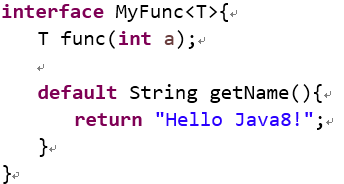 interface MyFunc<T>{
    T func(int a);

    default String getName(){
        return "Hello Java8!";
    }
}